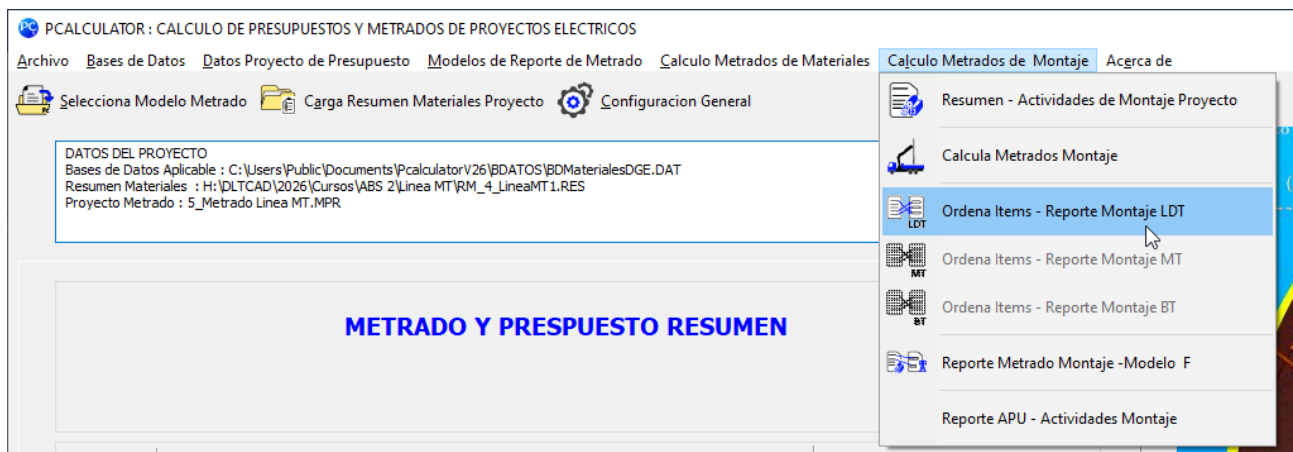 PCALCULATOR : CALCULO DE PRESUPUESTOS Y METRADOS DE PROYECTOS ELECTRICOS
Archivo Bases de Datos Datos Proyecto de Presupuesto Modelos de Reporte de Metrado Calculo Metrados de Materiales Calculo Metrados de Montaje Acerca de
Selecciona Modelo Metrado Carga Resumen Materiales Proyecto Configuracion General
DATOS DEL PROYECTO
Bases de Datos Aplicable : C:\Users\Public\Documents\PcalculatorV26\BDATOS\BDMaterialesDGE.DAT
Resumen Materiales : H:\DLTCAD\2026\Cursos\ABS 2\Linea MT\RM_4_LineaMT1.RES
Proyecto Metrado : 5_Metrado Linea MT.MPR
METRADO Y PRESPUESTO RESUMEN
Resumen - Actividades de Montaje Proyecto
Calcula Metrados Montaje
LDT Ordena Items - Reporte Montaje LDT
MT Ordena Items - Reporte Montaje MT
BT Ordena Items - Reporte Montaje BT
Reporte Metrado Montaje -Modelo F
Reporte APU - Actividades Montaje